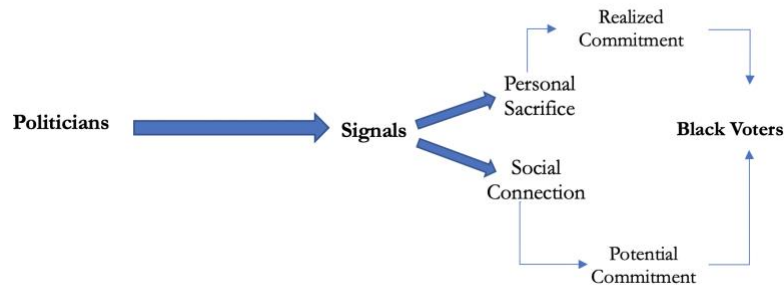 Politicians
Signals
Personal
Sacrifice
Realized
Commitment
Social
Connection
Potential
Commitment
Black Voters